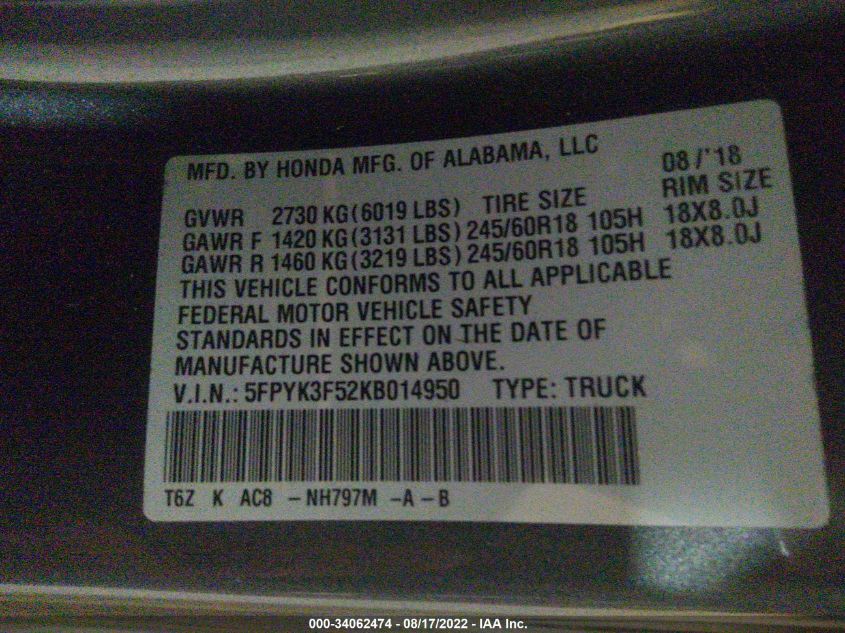 MFD. BY HONDA MFG. OF ALABAMA, LLC 08/'18
GVWR 2730 KG(6019 LBS) TIRE SIZE RIM SIZE
GAWR F 1420 KG(3131 LBS) 245/60R18 105H 18X8.0J
GAWR R 1460 KG(3219 LBS) 245/60R18 105H 18X8.0J
THIS VEHICLE CONFORMS TO ALL APPLICABLE
FEDERAL MOTOR VEHICLE SAFETY
STANDARDS IN EFFECT ON THE DATE OF
MANUFACTURE SHOWN ABOVE.
V.I.N.: 5FPYK3F52KB014950 TYPE: TRUCK
T6Z K AC8 -NH797M -A-B
000-34062474 - 08/17/2022 - IAA Inc.